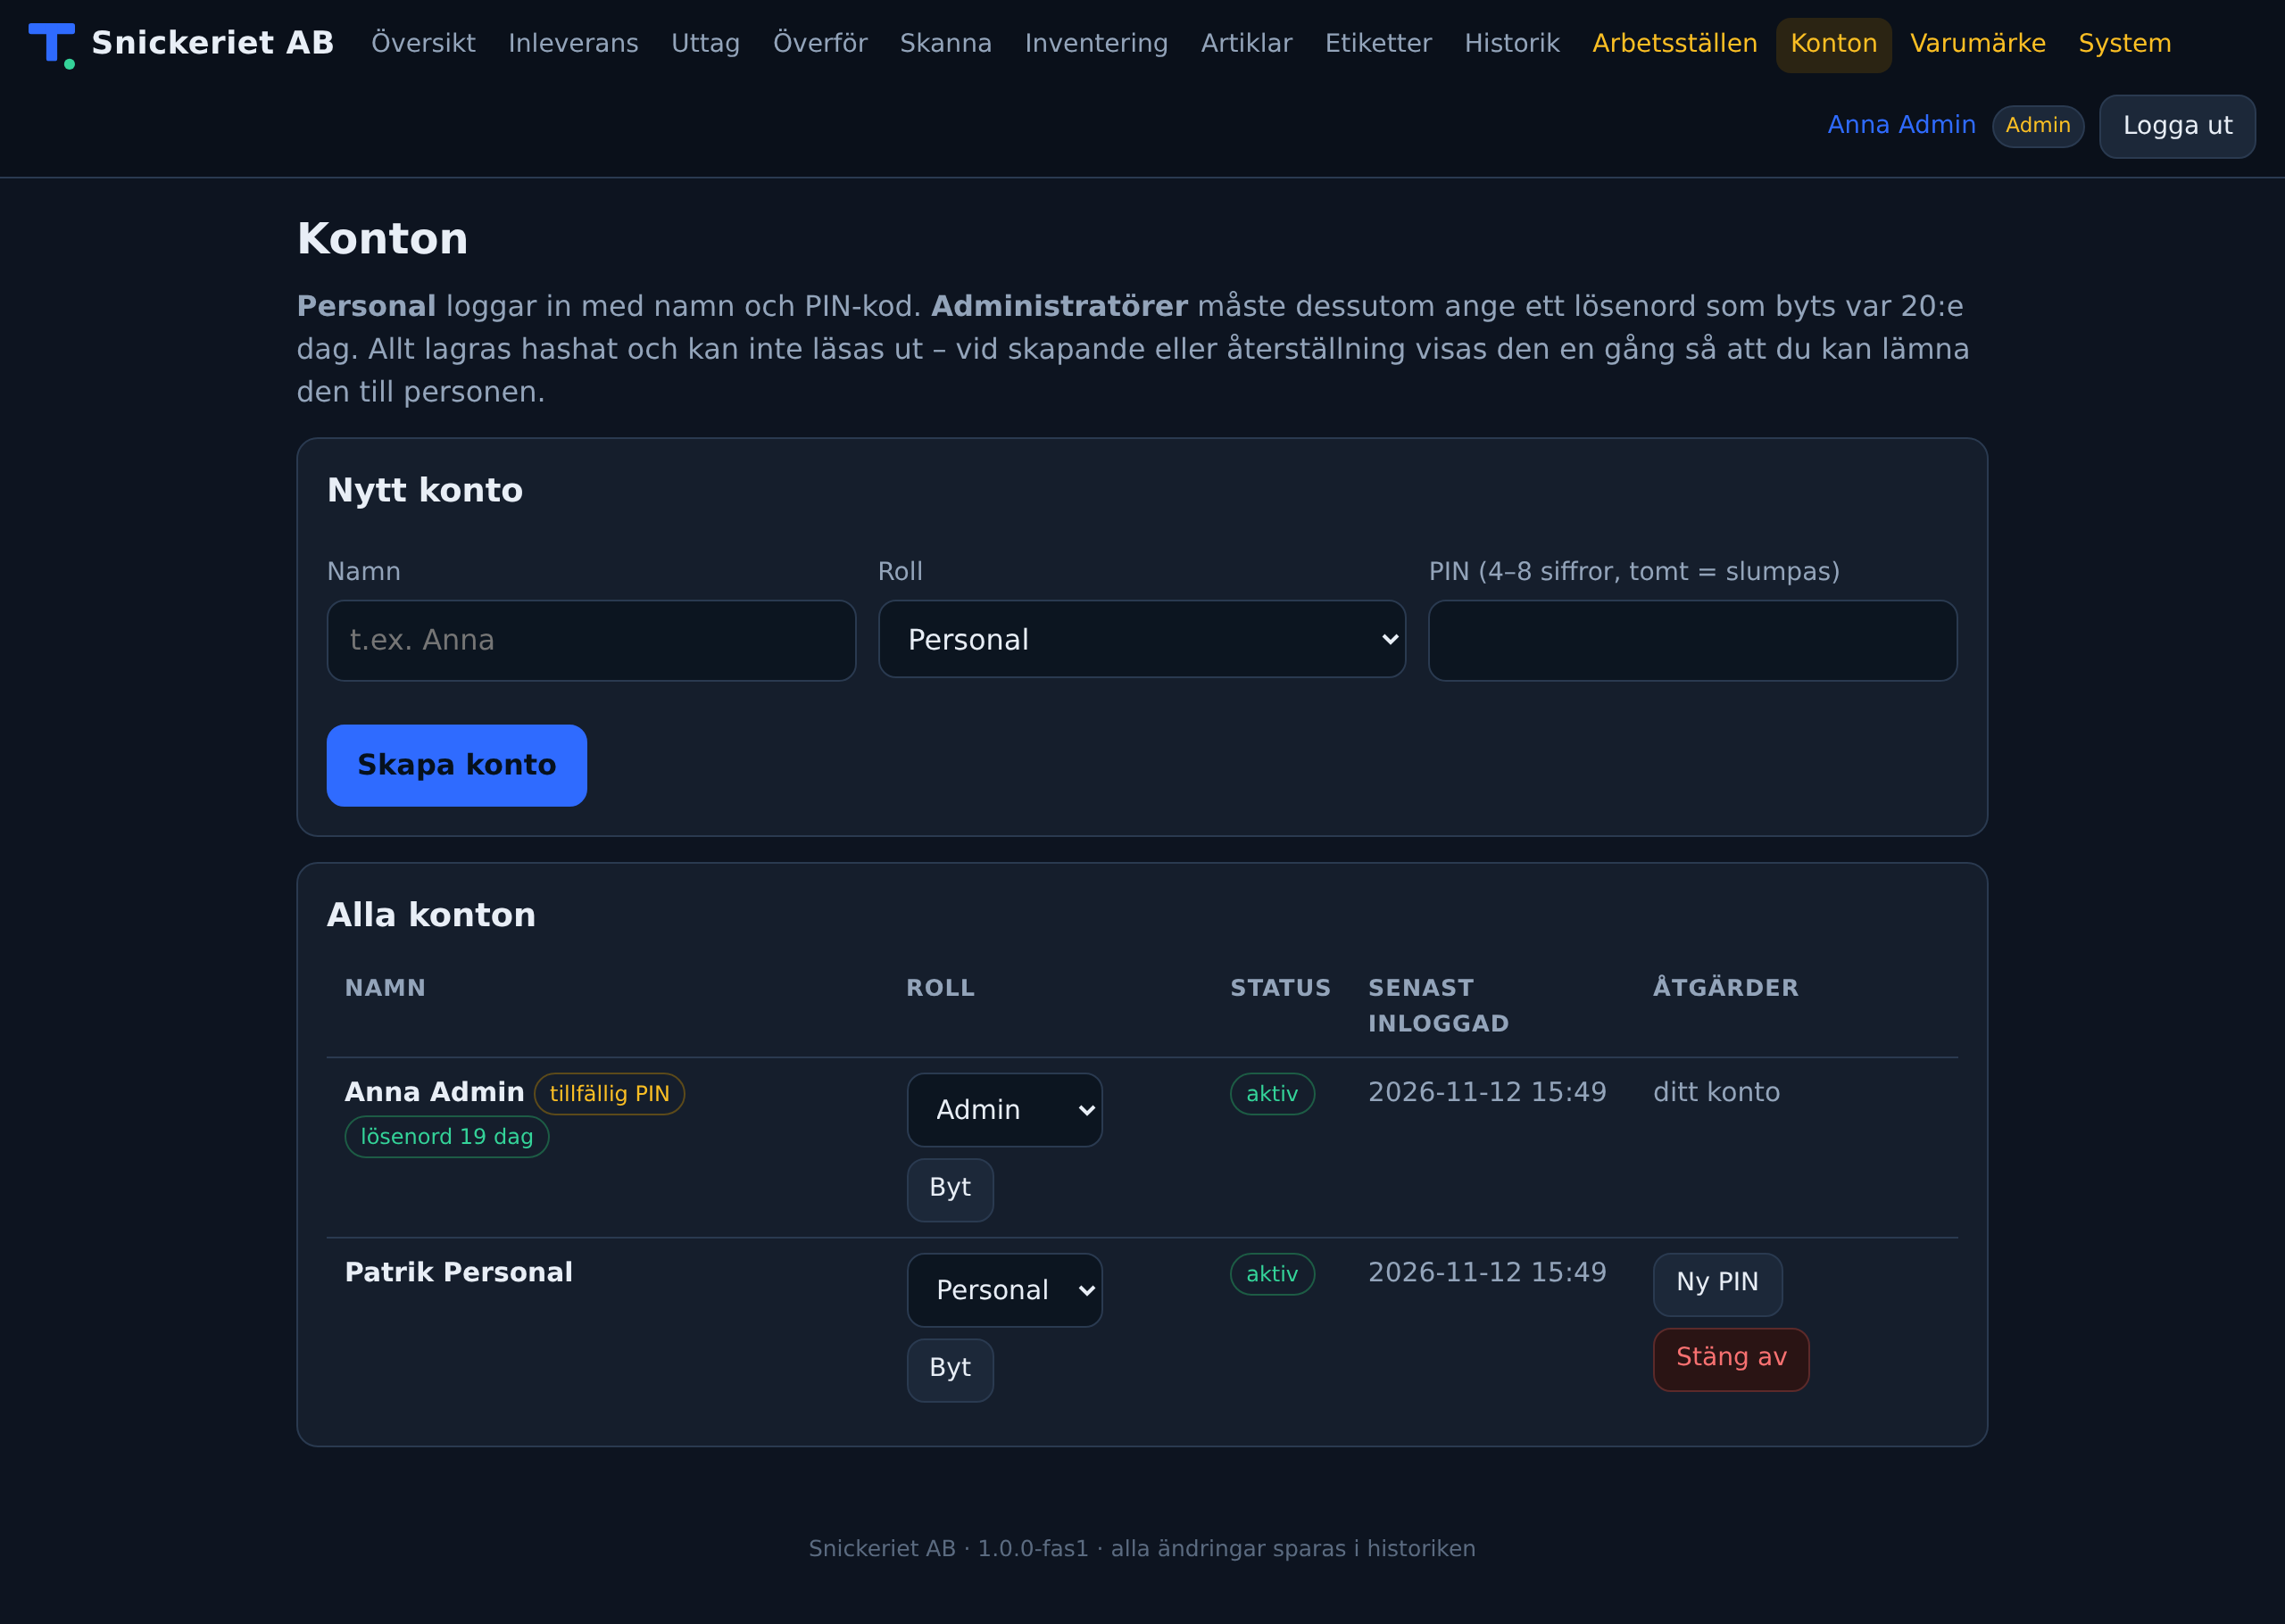 Snickeriet AB Översikt Inleverans Uttag Överför Skanna Inventering Artiklar Etiketter Historik Arbetsställen Konton Varumärke System
Anna Admin Admin Logga ut
Konton
Personal loggar in med namn och PIN-kod. Administratörer måste dessutom ange ett lösenord som byts var 20:e
dag. Allt lagras hashat och kan inte läsas ut – vid skapande eller återställning visas den en gång så att du kan lämna
den till personen.
Nytt konto
Namn Roll PIN (4–8 siffror, tomt = slumpas)
t.ex. Anna Personal
Skapa konto
Alla konton
NAMN ROLL STATUS SENAST INLOGGAD ÅTGÄRDER
Anna Admin tillfällig PIN Admin aktiv 2026-11-12 15:49 ditt konto
lösenord 19 dag
Byt
Patrik Personal Personal aktiv 2026-11-12 15:49 Ny PIN
Byt Stäng av
Snickeriet AB · 1.0.0-fas1 · alla ändringar sparas i historiken